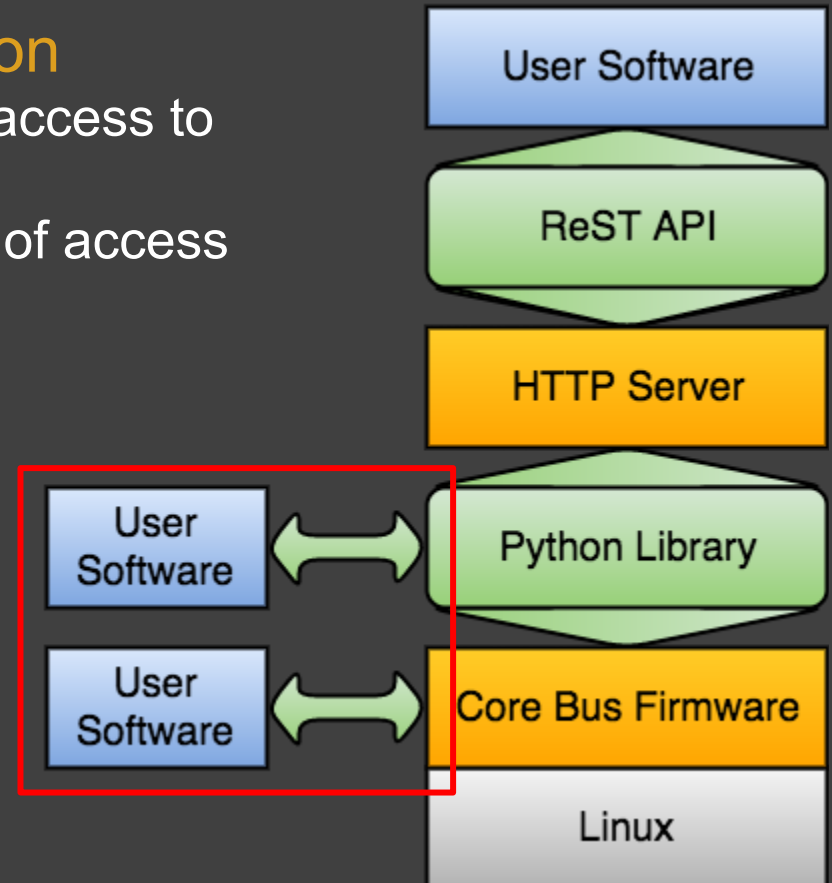 on
access to
of access
User Software
ReST API
HTTP Server
User
Software
Python Library
User
Software
Core Bus Firmware
Linux